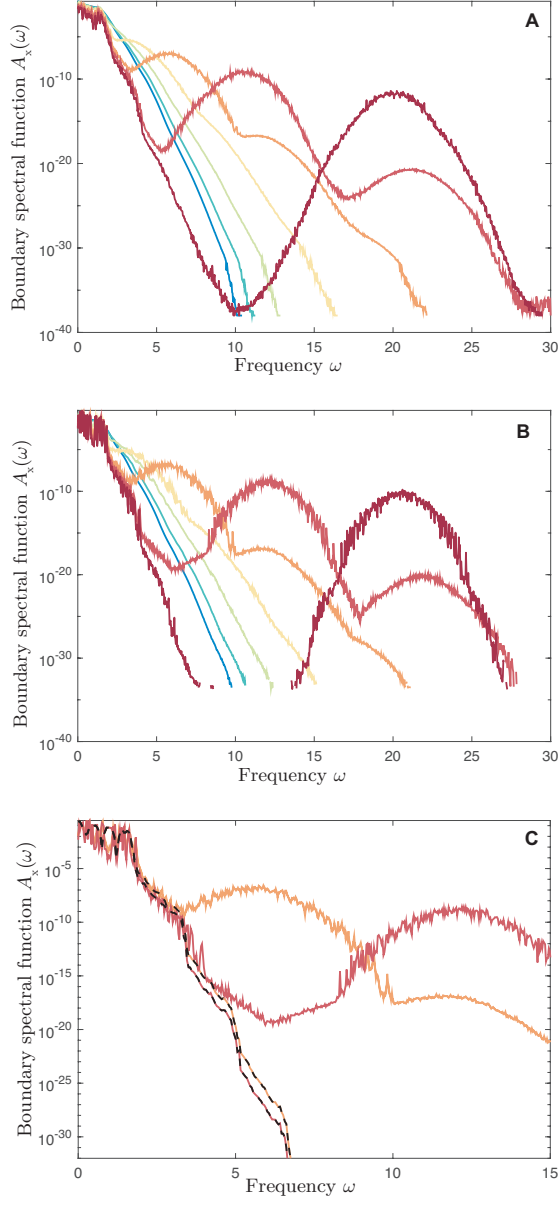 A
Boundary spectral function Aₓ(ω)
10⁻¹⁰
10⁻²⁰
10⁻³⁰
10⁻⁴⁰
0 5 10 15 20 25 30
Frequency ω
B
Boundary spectral function Aₓ(ω)
10⁻¹⁰
10⁻²⁰
10⁻³⁰
10⁻⁴⁰
0 5 10 15 20 25 30
Frequency ω
C
Boundary spectral function Aₓ(ω)
10⁻⁵
10⁻¹⁰
10⁻¹⁵
10⁻²⁰
10⁻²⁵
10⁻³⁰
0 5 10 15
Frequency ω